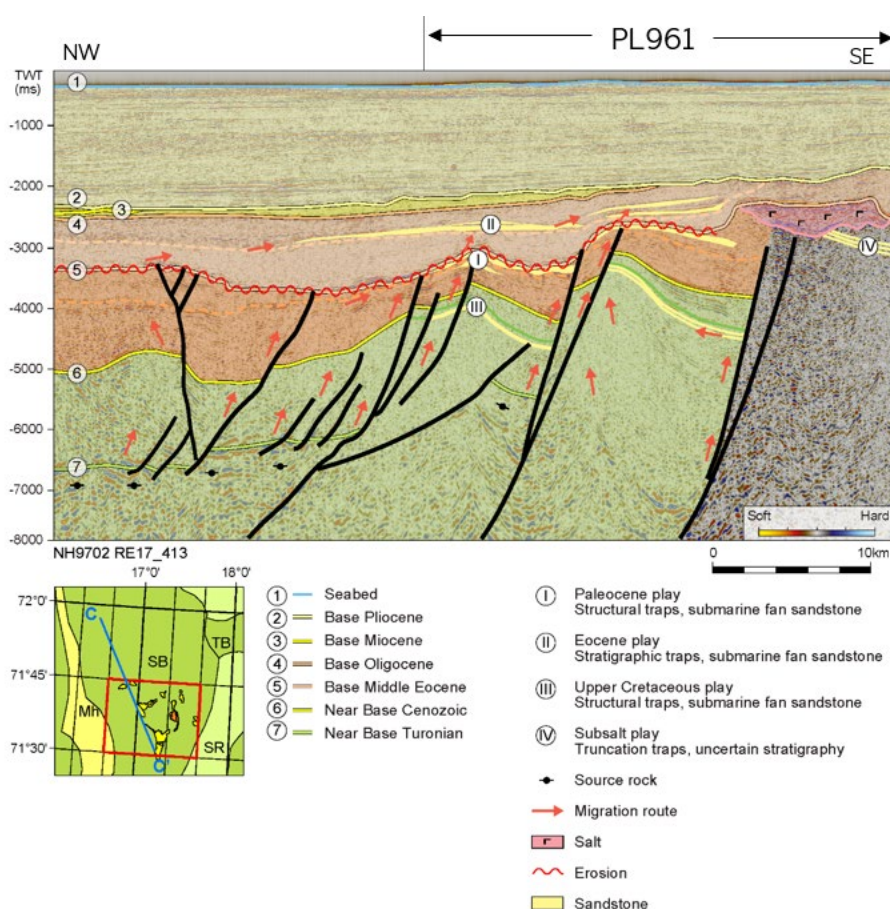 PL961
NW
SE
TWT
(ms)
1
-1000
-2000
2
3
4
II
-3000
5
I
IV
-4000
III
-5000
6
-6000
7
-7000
-8000
Soft
Hard
NH9702 RE17_413
0
10km
17°0'
18°0'
72°0'
C
TB
SB
71°45'
Mh
71°30'
SR
C'
1 Seabed
2 Base Pliocene
3 Base Miocene
4 Base Oligocene
5 Base Middle Eocene
6 Near Base Cenozoic
7 Near Base Turonian
I Paleocene play
Structural traps, submarine fan sandstone
II Eocene play
Stratigraphic traps, submarine fan sandstone
III Upper Cretaceous play
Structural traps, submarine fan sandstone
IV Subsalt play
Truncation traps, uncertain stratigraphy
Source rock
Migration route
Salt
Erosion
Sandstone